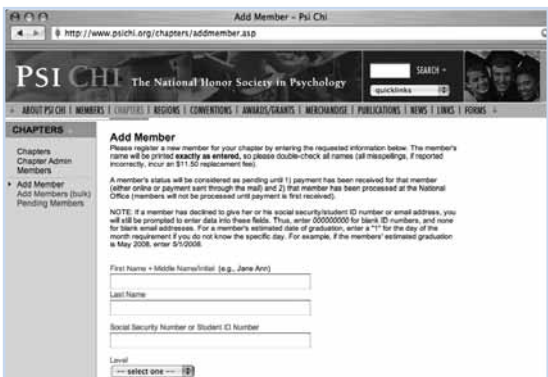 Add Member – Psi Chi
http://www.psichi.org/chapters/addmember.asp
PSI CHI The National Honor Society in Psychology
SEARCH
quicklinks
ABOUT PSI CHI | MEMBERS | CHAPTERS | REGIONS | CONVENTIONS | AWARDS/GRANTS | MERCHANDISE | PUBLICATIONS | NEWS | LINKS | FORMS
CHAPTERS
Chapters
Chapter Admin
Members
Add Member
Add Members (bulk)
Pending Members
Add Member
Please register a new member for your chapter by entering the requested information below. The member's
name will be printed exactly as entered, so please double-check all names (all misspellings, if reported
incorrectly, incur an $11.50 replacement fee).
A member's status will be considered as pending until 1) payment has been received for that member
(either online or payment sent through the mail) and 2) that member has been processed at the National
Office (members will not be processed until payment is first received).
NOTE: If a member has declined to give her or his social security/student ID number or email address, you
will still be prompted to enter data into these fields. Thus, enter 000000000 for blank ID numbers, and none
for blank email addresses. For a member's estimated date of graduation, enter a "1" for the day of the
month requirement if you do not know the specific day. For example, if the members' estimated graduation
is May 2008, enter 5/1/2008.
First Name + Middle Name/Initial (e.g., Jane Ann)
Last Name
Social Security Number or Student ID Number
Level
--- select one ---